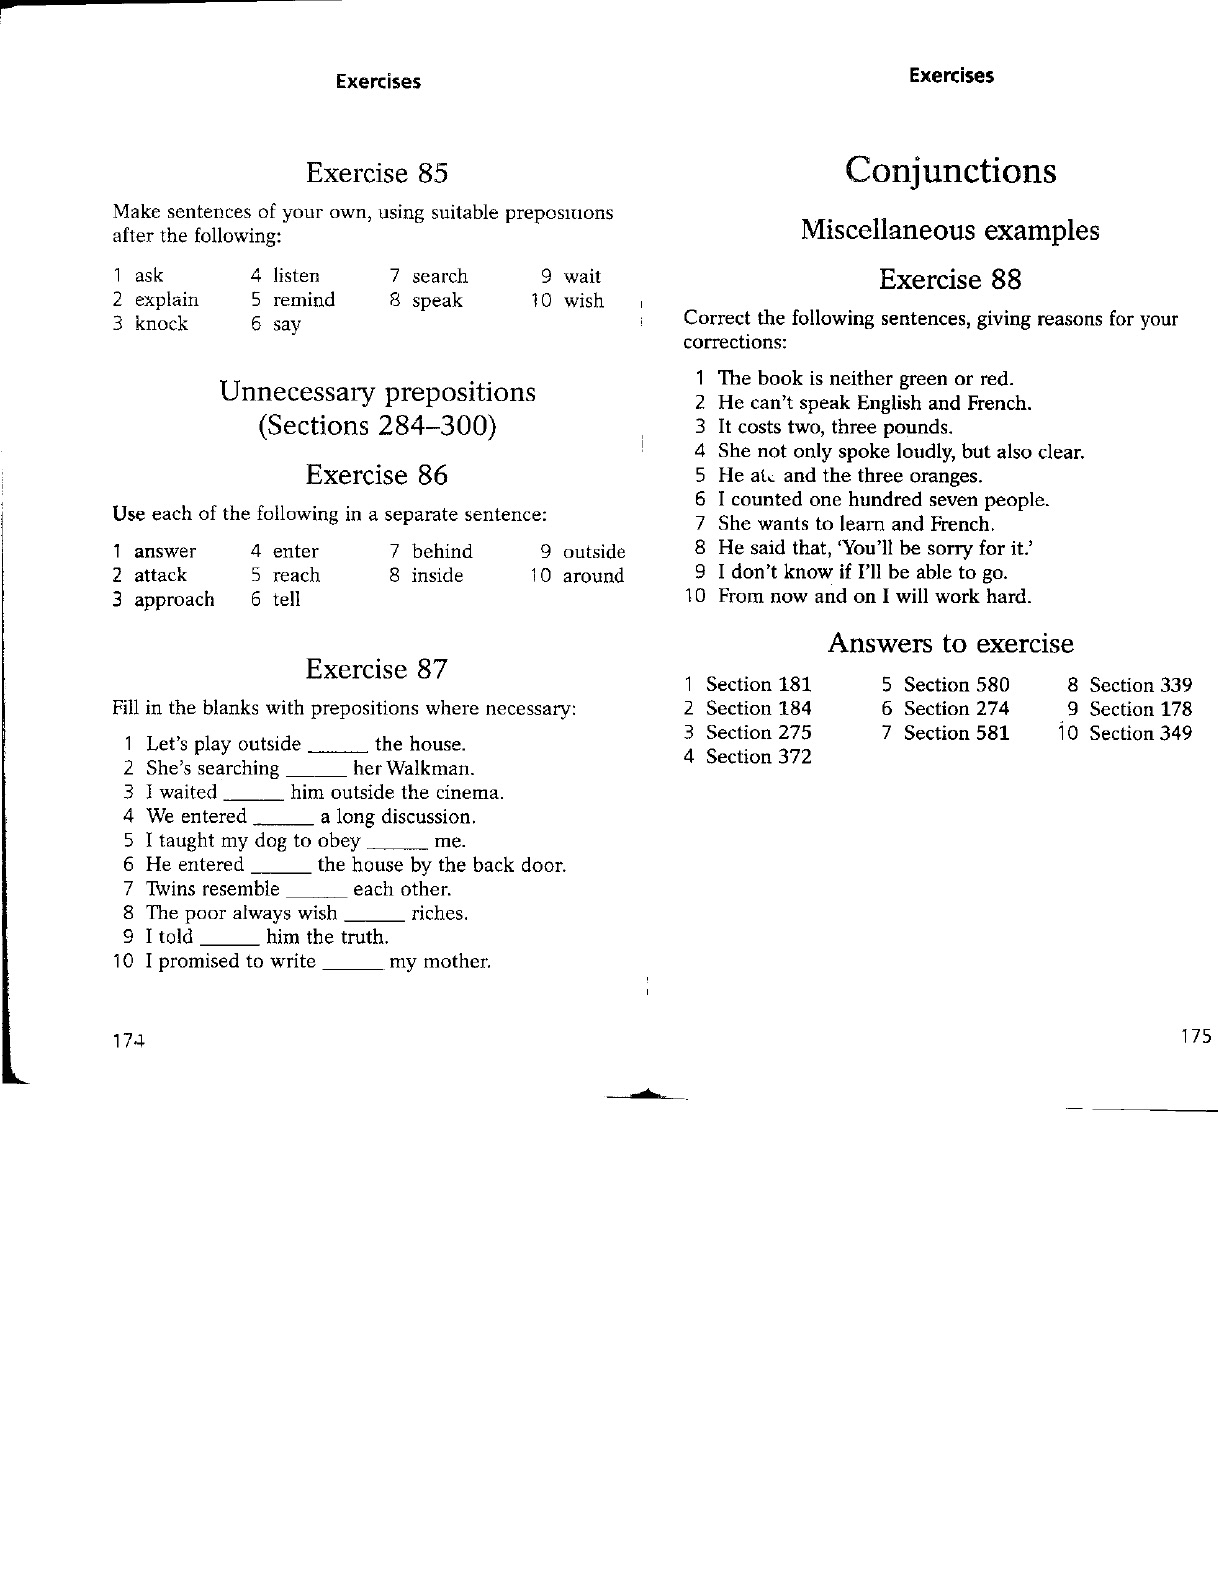 Exercises
Exercise 85
Make sentences of your own, using suitable prepositions
after the following:
1 ask 4 listen 7 search 9 wait
2 explain 5 remind 8 speak 10 wish
3 knock 6 say
Unnecessary prepositions
(Sections 284–300)
Exercise 86
Use each of the following in a separate sentence:
1 answer 4 enter 7 behind 9 outside
2 attack 5 reach 8 inside 10 around
3 approach 6 tell
Exercise 87
Fill in the blanks with prepositions where necessary:
1 Let's play outside ______ the house.
2 She's searching ______ her Walkman.
3 I waited ______ him outside the cinema.
4 We entered ______ a long discussion.
5 I taught my dog to obey ______ me.
6 He entered ______ the house by the back door.
7 Twins resemble ______ each other.
8 The poor always wish ______ riches.
9 I told ______ him the truth.
10 I promised to write ______ my mother.
174
Exercises
Conjunctions
Miscellaneous examples
Exercise 88
Correct the following sentences, giving reasons for your
corrections:
1 The book is neither green or red.
2 He can't speak English and French.
3 It costs two, three pounds.
4 She not only spoke loudly, but also clear.
5 He ate and the three oranges.
6 I counted one hundred seven people.
7 She wants to learn and French.
8 He said that, 'You'll be sorry for it.'
9 I don't know if I'll be able to go.
10 From now and on I will work hard.
Answers to exercise
1 Section 181 5 Section 580 8 Section 339
2 Section 184 6 Section 274 9 Section 178
3 Section 275 7 Section 581 10 Section 349
4 Section 372
175